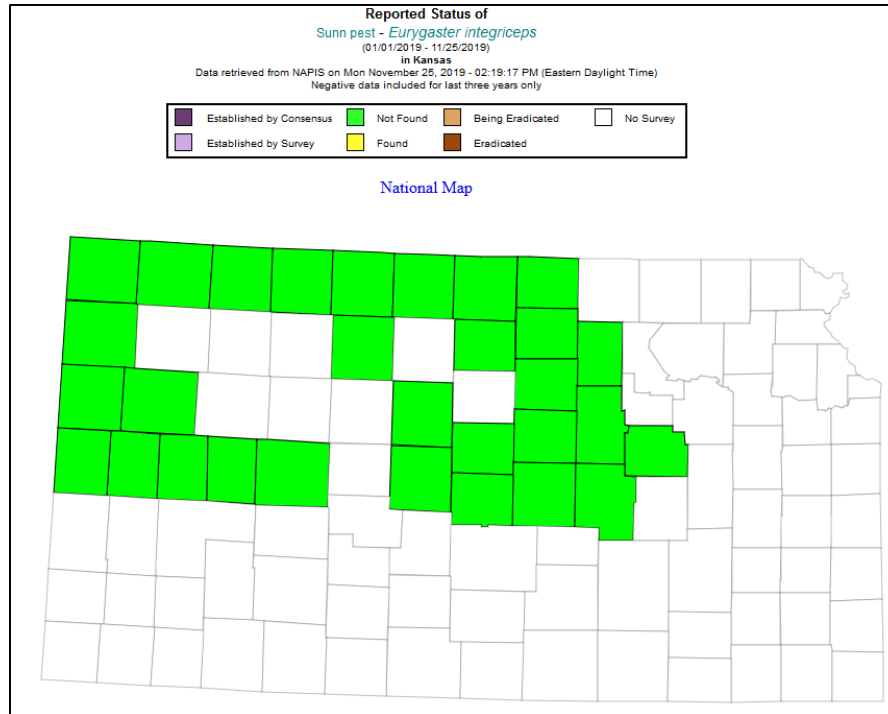 Reported Status of
Sunn pest - Eurygaster integriceps
(01/01/2019 - 11/25/2019)
in Kansas
Data retrieved from NAPIS on Mon November 25, 2019 - 02:19:17 PM (Eastern Daylight Time)
Negative data included for last three years only
Established by Consensus Not Found Being Eradicated No Survey
Established by Survey Found Eradicated
National Map